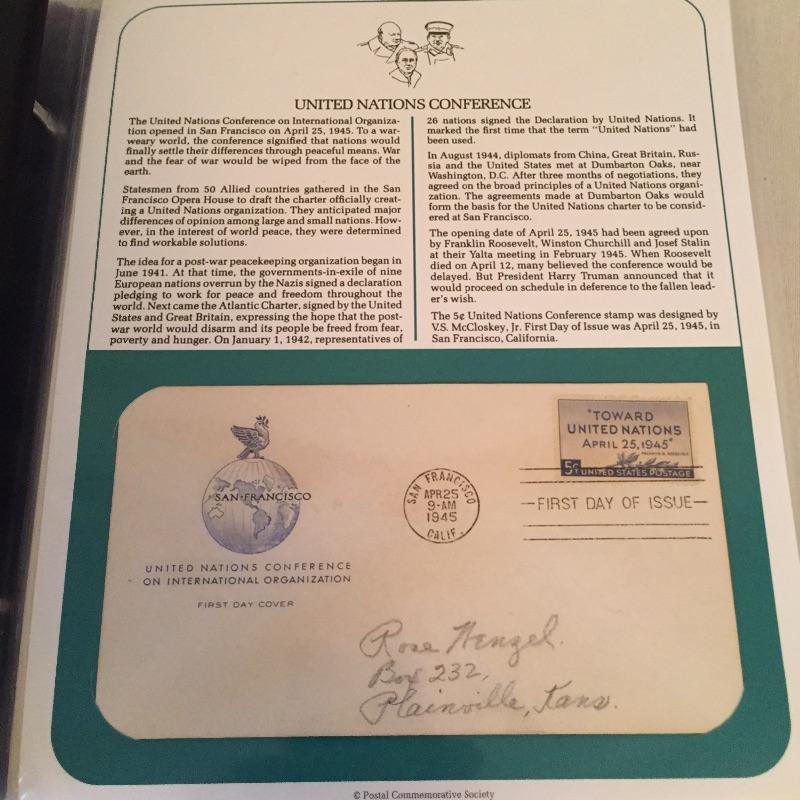 UNITED NATIONS CONFERENCE
The United Nations Conference on International Organiza-
tion opened in San Francisco on April 25, 1945. To a war-
weary world, the conference signified that nations would
finally settle their differences through peaceful means. War
and the fear of war would be wiped from the face of the
earth.
Statesmen from 50 Allied countries gathered in the San
Francisco Opera House to draft the charter officially creat-
ing a United Nations organization. They anticipated major
differences of opinion among large and small nations. How-
ever, in the interest of world peace, they were determined
to find workable solutions.
The idea for a post-war peacekeeping organization began in
June 1941. At that time, the governments-in-exile of nine
European nations overrun by the Nazis signed a declaration
pledging to work for peace and freedom throughout the
world. Next came the Atlantic Charter, signed by the United
States and Great Britain, expressing the hope that the post-
war world would disarm and its people be freed from fear,
poverty and hunger. On January 1, 1942, representatives of
26 nations signed the Declaration by United Nations. It
marked the first time that the term "United Nations" had
been used.
In August 1944, diplomats from China, Great Britain, Rus-
sia and the United States met at Dumbarton Oaks, near
Washington, D.C. After three months of negotiations, they
agreed on the broad principles of a United Nations organi-
zation. The agreements made at Dumbarton Oaks would
form the basis for the United Nations charter to be consid-
ered at San Francisco.
The opening date of April 25, 1945 had been agreed upon
by Franklin Roosevelt, Winston Churchill and Josef Stalin
at their Yalta meeting in February 1945. When Roosevelt
died on April 12, many believed the conference would be
delayed. But President Harry Truman announced that it
would proceed on schedule in deference to the fallen lead-
er's wish.
The 5¢ United Nations Conference stamp was designed by
V.S. McCloskey, Jr. First Day of Issue was April 25, 1945, in
San Francisco, California.
SAN·FRANCISCO
UNITED NATIONS CONFERENCE
ON INTERNATIONAL ORGANIZATION
FIRST DAY COVER
SAN FRANCISCO
APR 25
9-AM
1945
CALIF.
"TOWARD
UNITED NATIONS
APRIL 25, 1945"
FRANKLIN D. ROOSEVELT
5¢ UNITED STATES POSTAGE
FIRST DAY OF ISSUE
Rose Henzel.
Box 232,
Plainville, Kans.
© Postal Commemorative Society